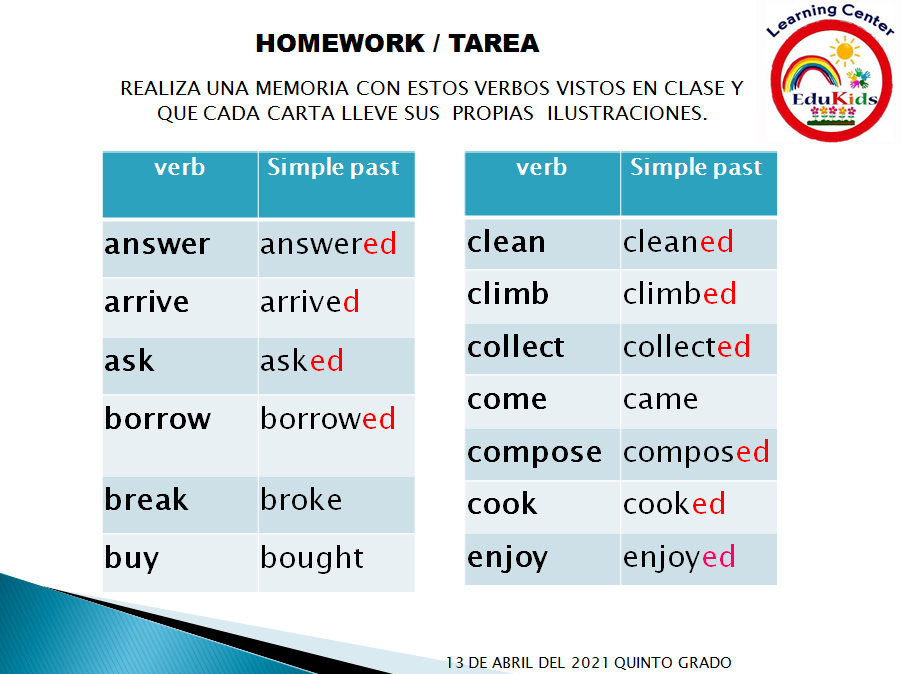 Learning Center
EduKids
HOMEWORK / TAREA
REALIZA UNA MEMORIA CON ESTOS VERBOS VISTOS EN CLASE Y
QUE CADA CARTA LLEVE SUS PROPIAS ILUSTRACIONES.
verb Simple past
answer answered
arrive arrived
ask asked
borrow borrowed
break broke
buy bought
verb Simple past
clean cleaned
climb climbed
collect collected
come came
compose composed
cook cooked
enjoy enjoyed
13 DE ABRIL DEL 2021 QUINTO GRADO